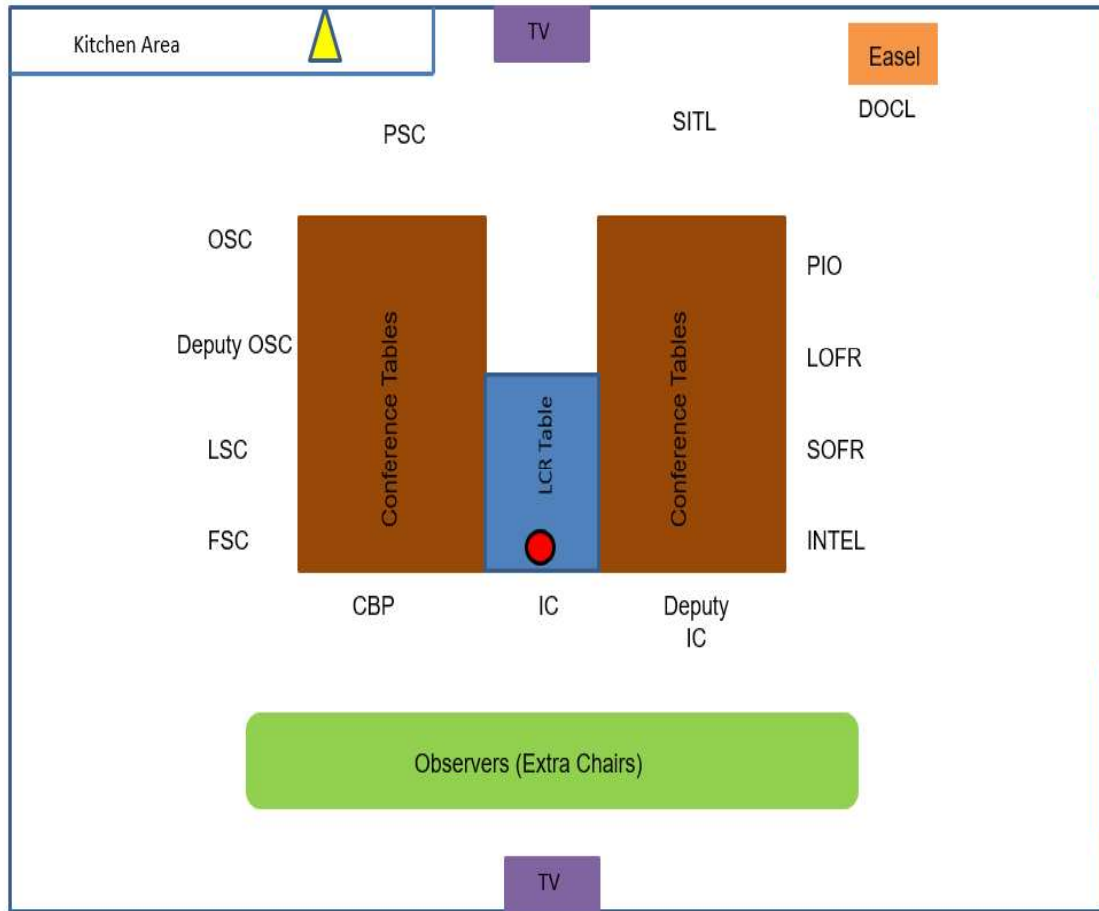 Kitchen Area
TV
Easel
DOCL
PSC
SITL
OSC
PIO
Deputy OSC
LOFR
Conference Tables
LCR Table
Conference Tables
LSC
SOFR
FSC
INTEL
CBP
IC
Deputy
IC
Observers (Extra Chairs)
TV